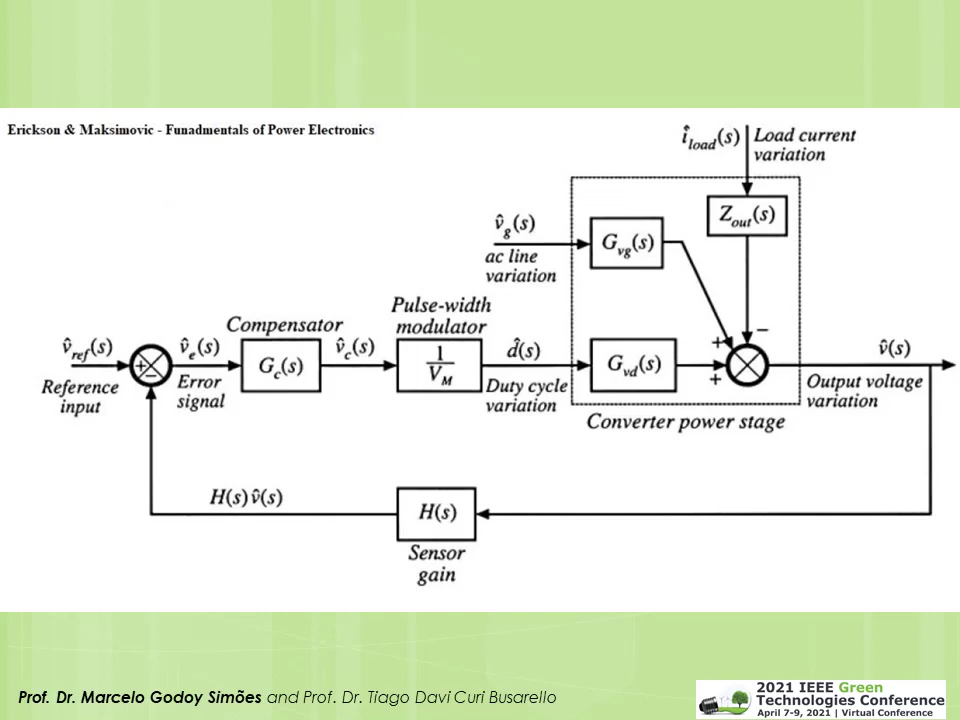 Erickson & Maksimovic - Funadmentals of Power Electronics
î_load(s)
Load current
variation
Z_out(s)
v̂_g(s)
ac line
variation
G_vg(s)
Pulse-width
modulator
Compensator
v̂_ref(s)
Reference
input
+
−
v̂_e(s)
Error
signal
G_c(s)
v̂_c(s)
1
V_M
d̂(s)
Duty cycle
variation
G_vd(s)
+
+
−
v̂(s)
Output voltage
variation
Converter power stage
H(s) v̂(s)
H(s)
Sensor
gain
Prof. Dr. Marcelo Godoy Simões and Prof. Dr. Tiago Davi Curi Busarello
2021 IEEE Green
Technologies Conference
April 7-9, 2021 | Virtual Conference